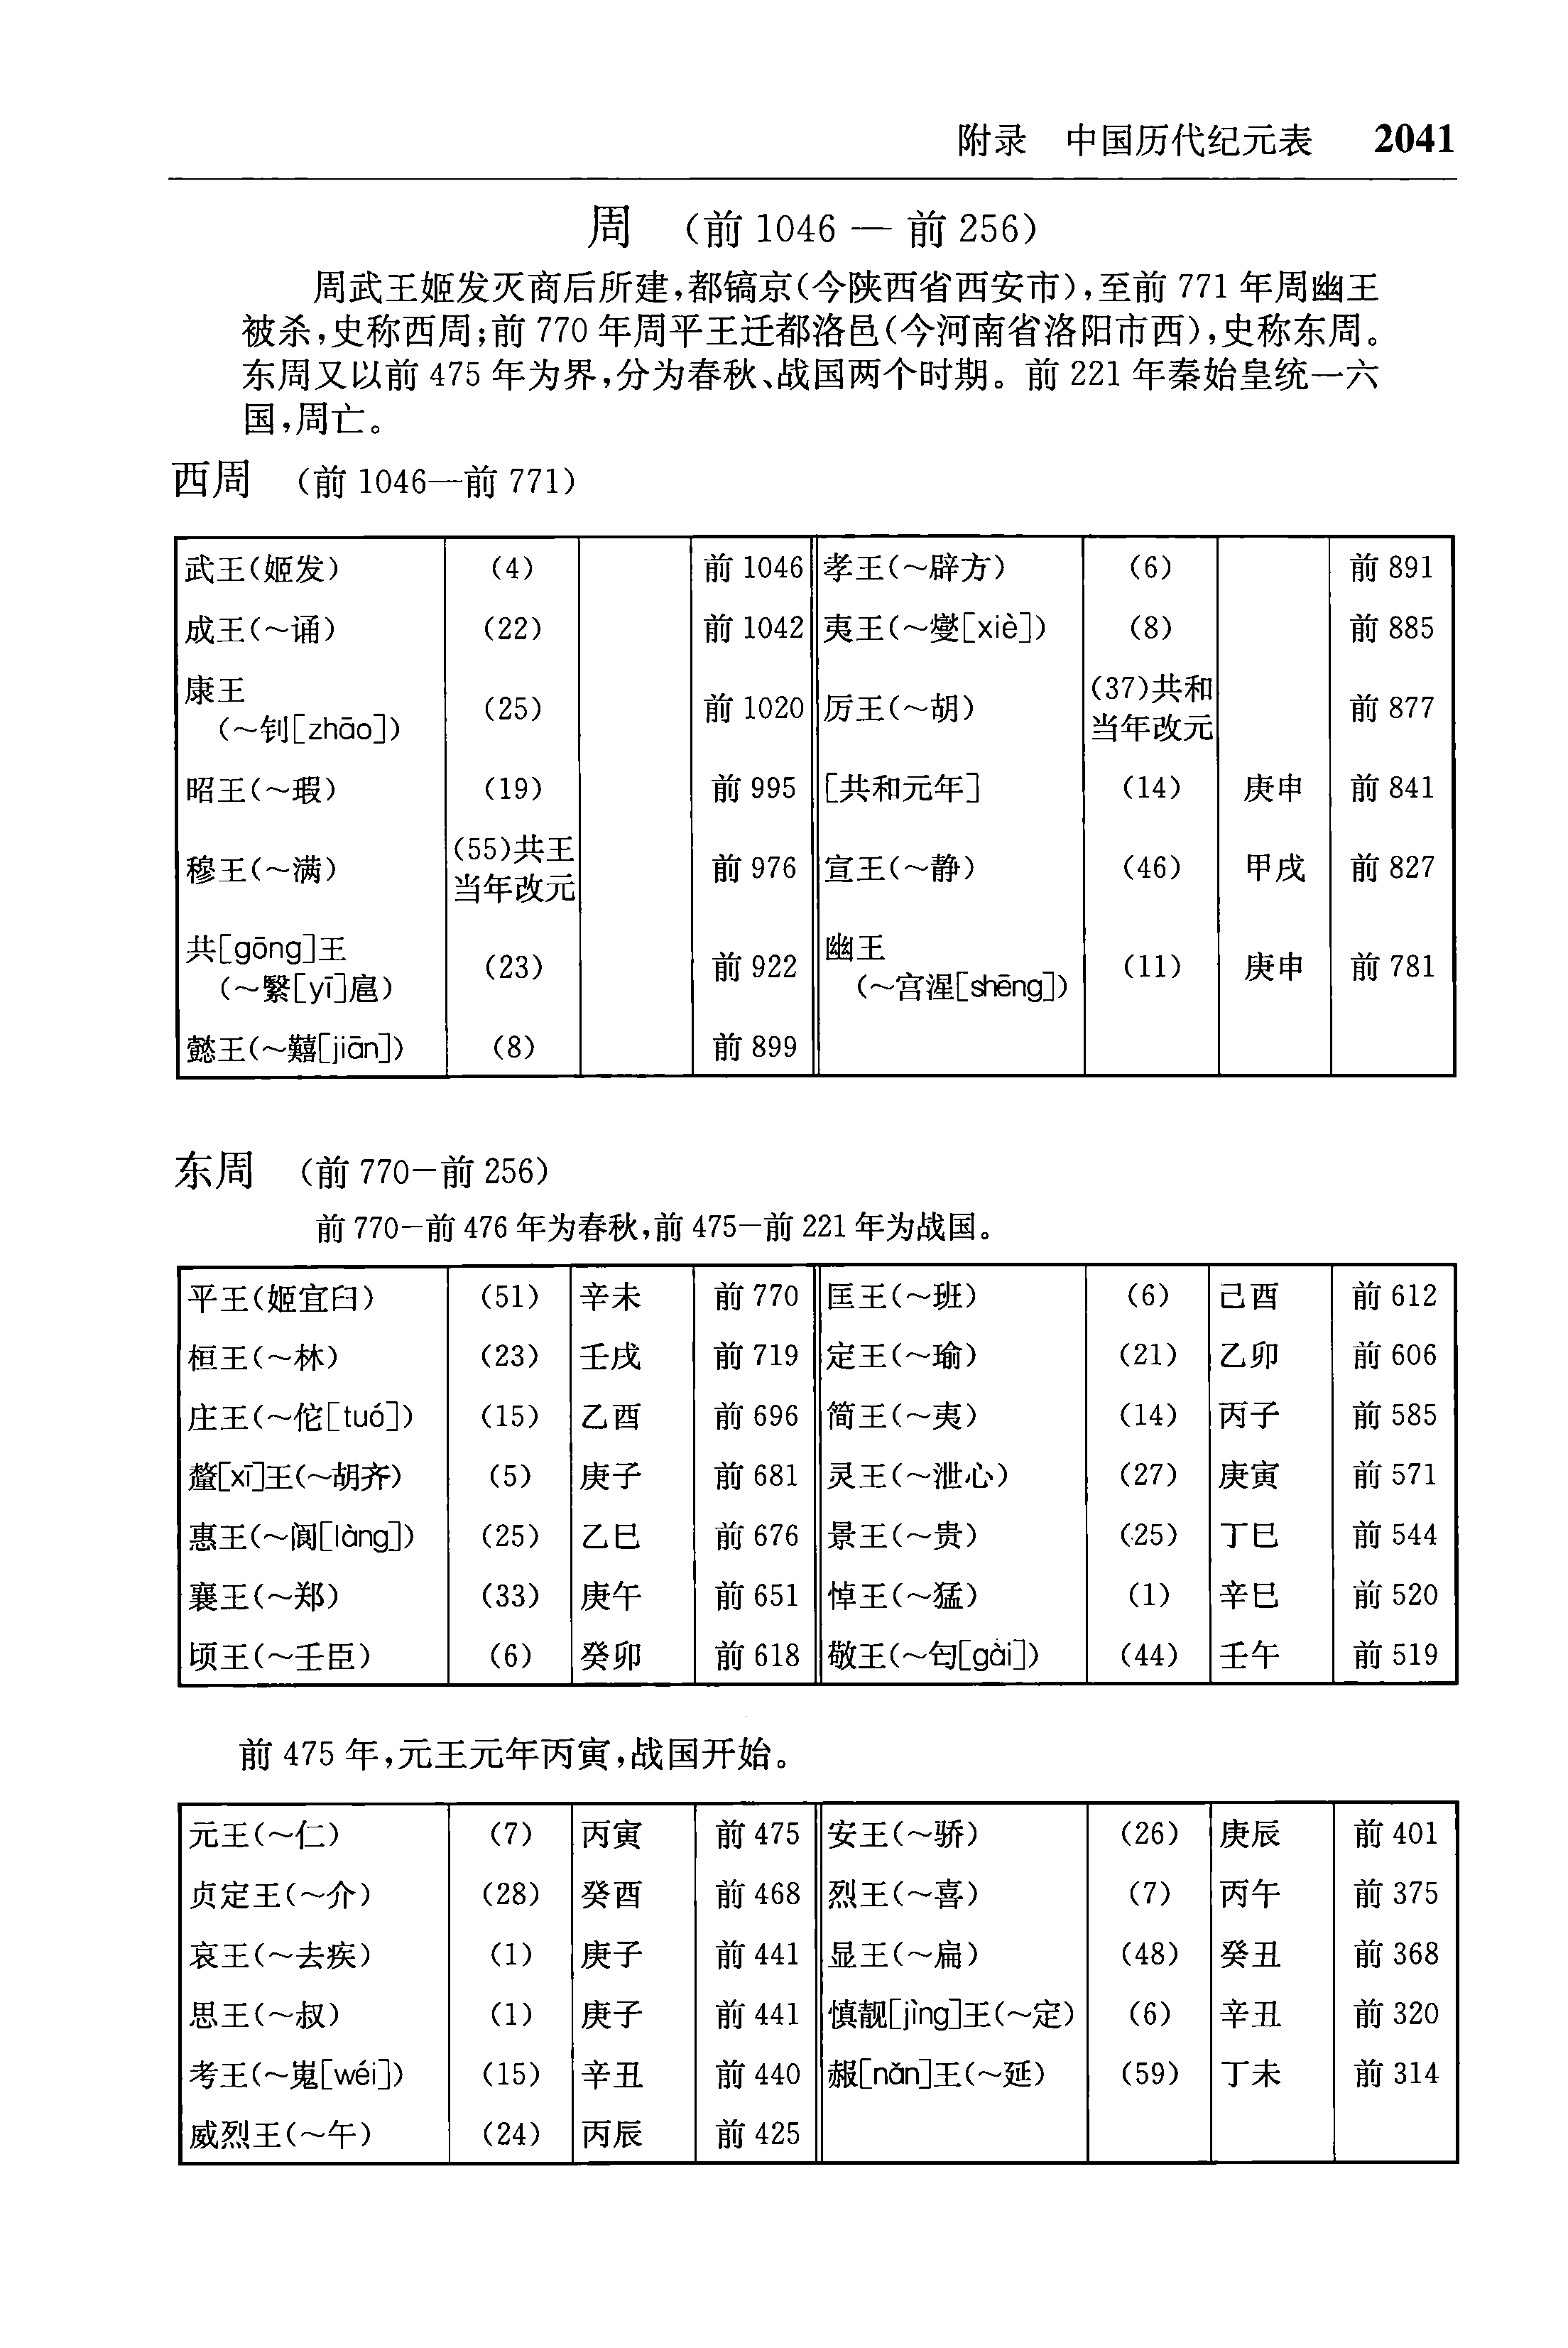 附录 中国历代纪元表 2041
周 （前 1046 — 前 256）
周武王姬发灭商后所建，都镐京（今陕西省西安市），至前 771 年周幽王
被杀，史称西周；前 770 年周平王迁都洛邑（今河南省洛阳市西），史称东周。
东周又以前 475 年为界，分为春秋、战国两个时期。前 221 年秦始皇统一六
国，周亡。
西周 （前 1046—前 771）
武王（姬发） （4） 前 1046 孝王（～辟方） （6） 前 891
成王（～诵） （22） 前 1042 夷王（～燮[xiè]） （8） 前 885
康王
（～钊[zhāo]） （25） 前 1020 厉王（～胡） （37）共和
当年改元 前 877
昭王（～瑕） （19） 前 995 [共和元年] （14） 庚申 前 841
穆王（～满） （55）共王
当年改元 前 976 宣王（～静） （46） 甲戌 前 827
共[gōng]王
（～繄[yī]扈） （23） 前 922 幽王
（～宫湦[shēng]） （11） 庚申 前 781
懿王（～囏[jiān]） （8） 前 899
东周 （前 770－前 256）
前 770－前 476 年为春秋，前 475－前 221 年为战国。
平王（姬宜臼） （51） 辛未 前 770 匡王（～班） （6） 己酉 前 612
桓王（～林） （23） 壬戌 前 719 定王（～瑜） （21） 乙卯 前 606
庄王（～佗[tuó]） （15） 乙酉 前 696 简王（～夷） （14） 丙子 前 585
釐[xī]王（～胡齐） （5） 庚子 前 681 灵王（～泄心） （27） 庚寅 前 571
惠王（～阆[làng]） （25） 乙巳 前 676 景王（～贵） （25） 丁巳 前 544
襄王（～郑） （33） 庚午 前 651 悼王（～猛） （1） 辛巳 前 520
顷王（～壬臣） （6） 癸卯 前 618 敬王（～匄[gài]） （44） 壬午 前 519
前 475 年，元王元年丙寅，战国开始。
元王（～仁） （7） 丙寅 前 475 安王（～骄） （26） 庚辰 前 401
贞定王（～介） （28） 癸酉 前 468 烈王（～喜） （7） 丙午 前 375
哀王（～去疾） （1） 庚子 前 441 显王（～扁） （48） 癸丑 前 368
思王（～叔） （1） 庚子 前 441 慎靓[jìng]王（～定） （6） 辛丑 前 320
考王（～嵬[wéi]） （15） 辛丑 前 440 赧[nǎn]王（～延） （59） 丁未 前 314
威烈王（～午） （24） 丙辰 前 425